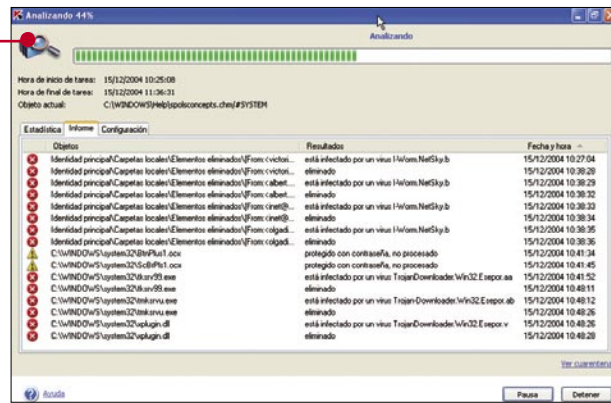 Analizando 44%
Analizando
Hora de inicio de tarea: 15/12/2004 10:25:08
Hora de final de tarea: 15/12/2004 11:36:31
Objeto actual: C:\WINDOWS\Help\spolsconcepts.chm/#SYSTEM
Estadística Informe Configuración
Objetos Resultados Fecha y hora
Identidad principal\Carpetas locales\Elementos eliminados\[From:<victori... está infectado por un virus I-Worm.NetSky.b 15/12/2004 10:27:04
Identidad principal\Carpetas locales\Elementos eliminados\[From:<victori... eliminado 15/12/2004 10:38:28
Identidad principal\Carpetas locales\Elementos eliminados\[From:<albert.... está infectado por un virus I-Worm.NetSky.b 15/12/2004 10:38:29
Identidad principal\Carpetas locales\Elementos eliminados\[From:<albert.... eliminado 15/12/2004 10:38:32
Identidad principal\Carpetas locales\Elementos eliminados\[From:<inet@... está infectado por un virus I-Worm.NetSky.b 15/12/2004 10:38:33
Identidad principal\Carpetas locales\Elementos eliminados\[From:<inet@... eliminado 15/12/2004 10:38:34
Identidad principal\Carpetas locales\Elementos eliminados\[From:<olgadi... está infectado por un virus I-Worm.NetSky.b 15/12/2004 10:38:35
Identidad principal\Carpetas locales\Elementos eliminados\[From:<olgadi... eliminado 15/12/2004 10:38:36
C:\WINDOWS\system32\BtnPlus1.ocx protegido con contraseña, no procesado 15/12/2004 10:41:34
C:\WINDOWS\system32\ScBrPls1.ocx protegido con contraseña, no procesado 15/12/2004 10:41:45
C:\WINDOWS\system32\tksrv99.exe está infectado por un virus TrojanDownloader.Win32.Esepor.aa 15/12/2004 10:41:52
C:\WINDOWS\system32\tksrv99.exe eliminado 15/12/2004 10:48:11
C:\WINDOWS\system32\tmksrvu.exe está infectado por un virus Trojan-Downloader.Win32.Esepor.ab 15/12/2004 10:48:12
C:\WINDOWS\system32\tmksrvu.exe eliminado 15/12/2004 10:48:26
C:\WINDOWS\system32\xplugin.dll está infectado por un virus TrojanDownloader.Win32.Esepor.v 15/12/2004 10:48:26
C:\WINDOWS\system32\xplugin.dll eliminado 15/12/2004 10:48:28
Ver cuarentena
Ayuda Pausa Detener